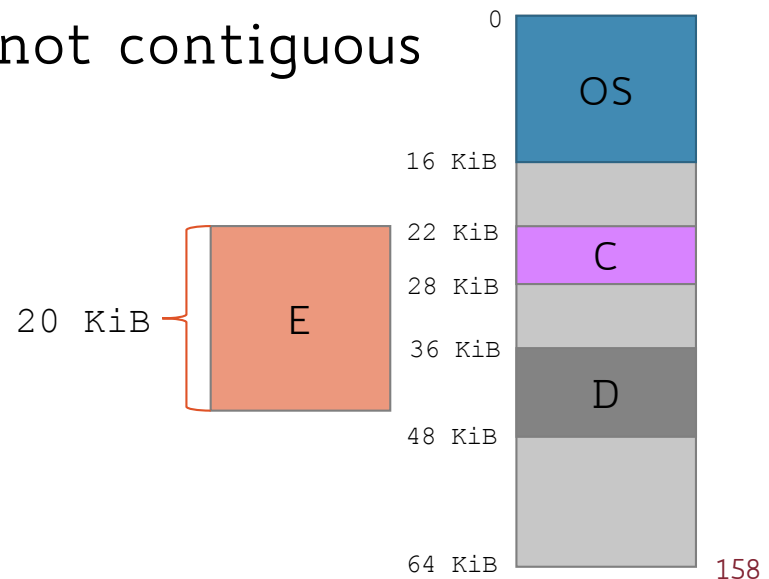 not contiguous
0
OS
16 KiB
22 KiB
C
28 KiB
20 KiB
E
36 KiB
D
48 KiB
64 KiB
158